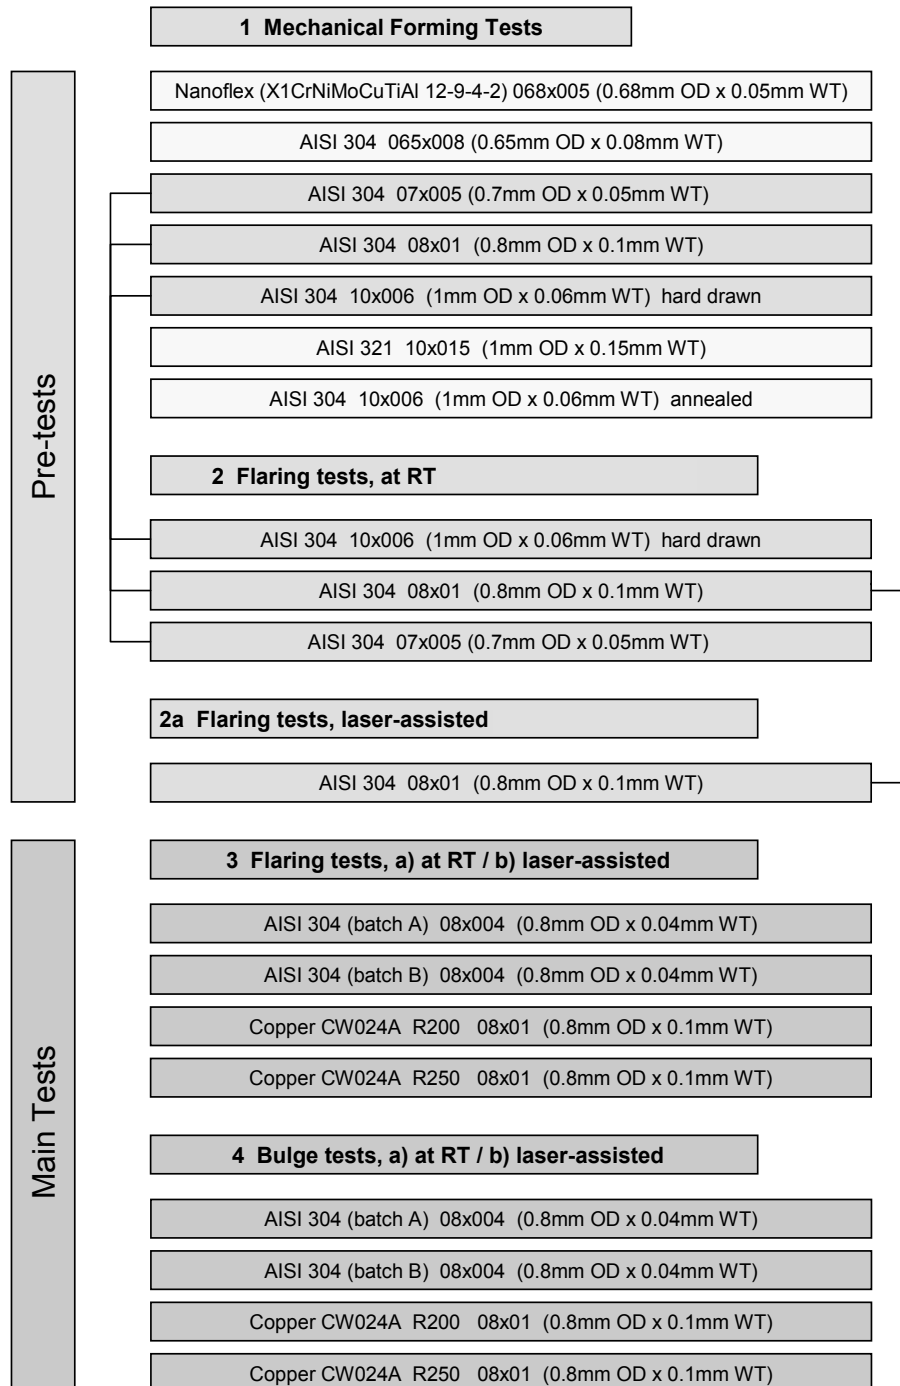 1 Mechanical Forming Tests
Pre-tests
Nanoflex (X1CrNiMoCuTiAl 12-9-4-2) 068x005 (0.68mm OD x 0.05mm WT)
AISI 304 065x008 (0.65mm OD x 0.08mm WT)
AISI 304 07x005 (0.7mm OD x 0.05mm WT)
AISI 304 08x01 (0.8mm OD x 0.1mm WT)
AISI 304 10x006 (1mm OD x 0.06mm WT) hard drawn
AISI 321 10x015 (1mm OD x 0.15mm WT)
AISI 304 10x006 (1mm OD x 0.06mm WT) annealed
2 Flaring tests, at RT
AISI 304 10x006 (1mm OD x 0.06mm WT) hard drawn
AISI 304 08x01 (0.8mm OD x 0.1mm WT)
AISI 304 07x005 (0.7mm OD x 0.05mm WT)
2a Flaring tests, laser-assisted
AISI 304 08x01 (0.8mm OD x 0.1mm WT)
Main Tests
3 Flaring tests, a) at RT / b) laser-assisted
AISI 304 (batch A) 08x004 (0.8mm OD x 0.04mm WT)
AISI 304 (batch B) 08x004 (0.8mm OD x 0.04mm WT)
Copper CW024A R200 08x01 (0.8mm OD x 0.1mm WT)
Copper CW024A R250 08x01 (0.8mm OD x 0.1mm WT)
4 Bulge tests, a) at RT / b) laser-assisted
AISI 304 (batch A) 08x004 (0.8mm OD x 0.04mm WT)
AISI 304 (batch B) 08x004 (0.8mm OD x 0.04mm WT)
Copper CW024A R200 08x01 (0.8mm OD x 0.1mm WT)
Copper CW024A R250 08x01 (0.8mm OD x 0.1mm WT)